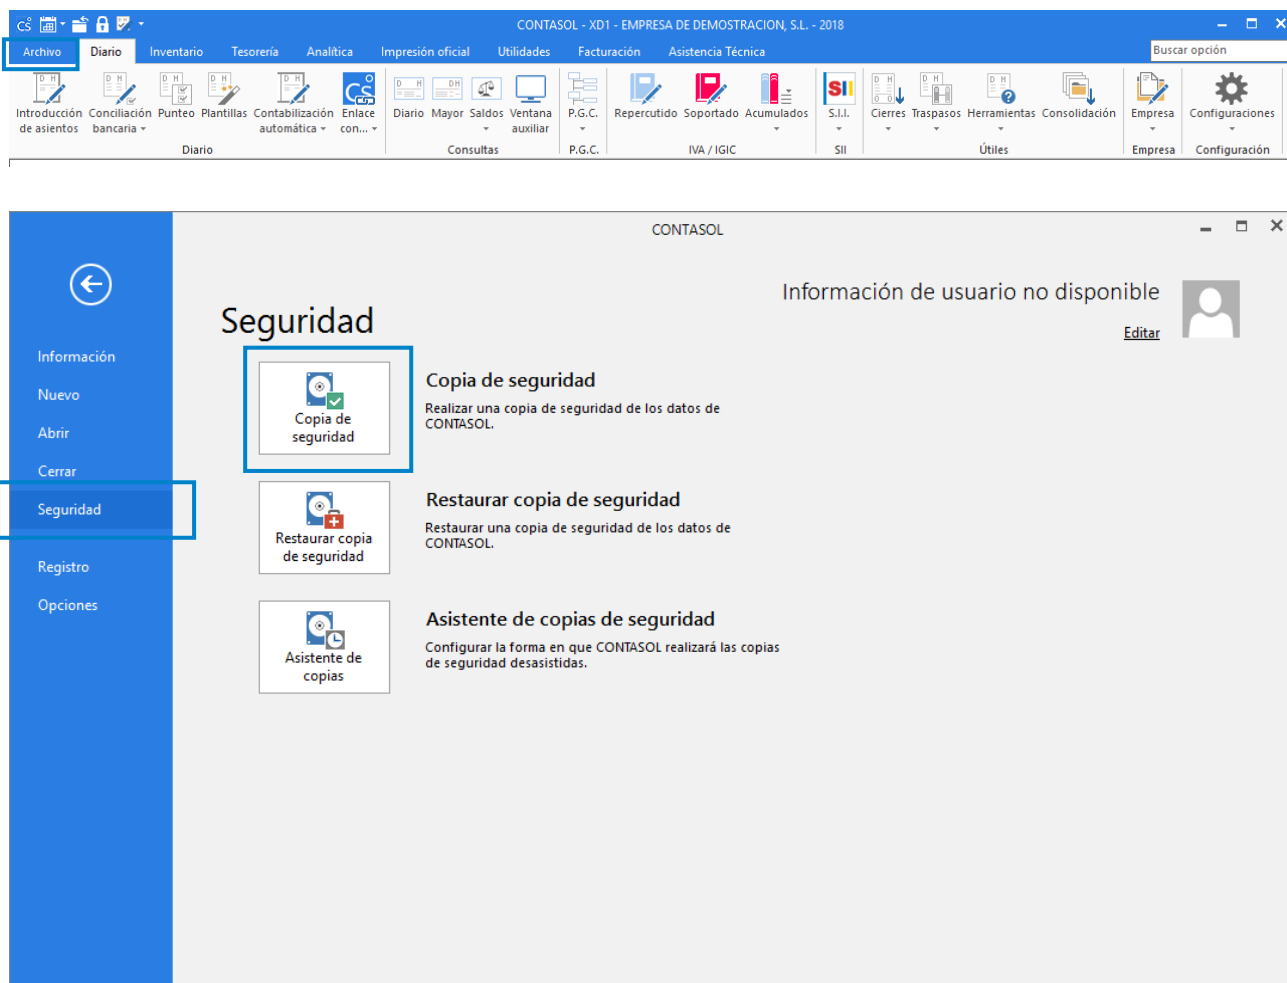 CONTASOL - XD1 - EMPRESA DE DEMOSTRACION, S.L. - 2018
Archivo Diario Inventario Tesorería Analítica Impresión oficial Utilidades Facturación Asistencia Técnica Buscar opción
Introducción de asientos
Conciliación bancaria
Punteo
Plantillas
Contabilización automática
Enlace con...
Diario
Mayor
Saldos
Ventana auxiliar
P.G.C.
Repercutido
Soportado
Acumulados
SII
S.I.I.
Cierres
Traspasos
Herramientas
Consolidación
Empresa
Configuraciones
Diario Consultas P.G.C. IVA / IGIC SII Útiles Empresa Configuración
CONTASOL
Información de usuario no disponible
Editar
Seguridad
Información
Nuevo
Abrir
Cerrar
Seguridad
Registro
Opciones
Copia de
seguridad
Copia de seguridad
Realizar una copia de seguridad de los datos de
CONTASOL.
Restaurar copia
de seguridad
Restaurar copia de seguridad
Restaurar una copia de seguridad de los datos de
CONTASOL.
Asistente de
copias
Asistente de copias de seguridad
Configurar la forma en que CONTASOL realizará las copias
de seguridad desasistidas.